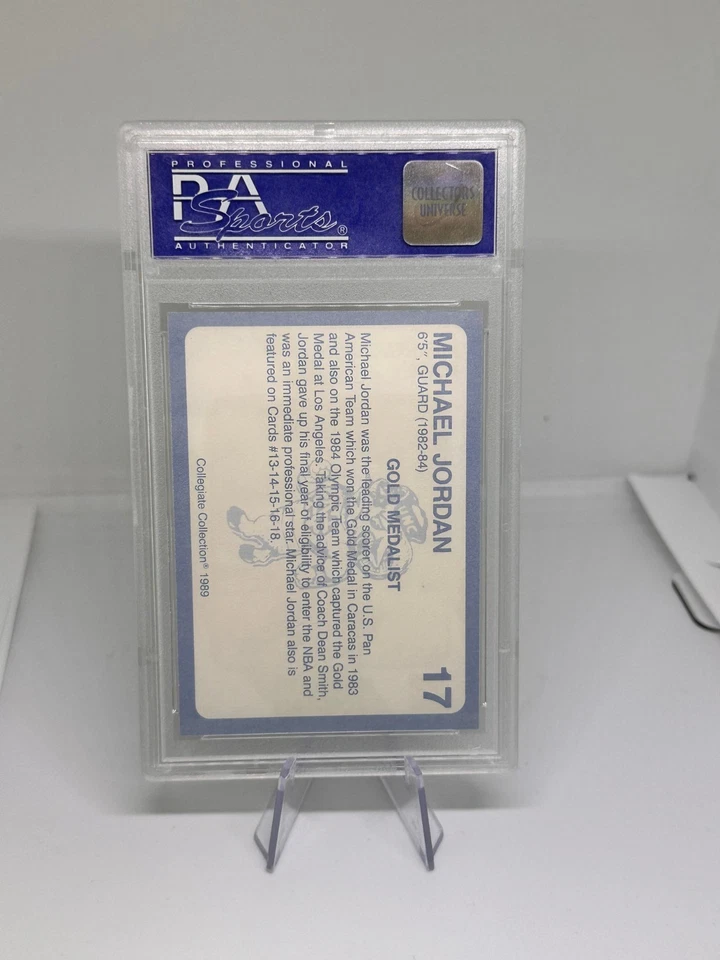 PROFESSIONAL
PSA
Sports®
AUTHENTICATOR
COLLECTORS
UNIVERSE
MICHAEL JORDAN 17
6'5", GUARD (1982-84)
GOLD MEDALIST
Michael Jordan was the leading scorer on the U.S. Pan
American Team which won the Gold Medal in Caracas in 1983
and also on the 1984 Olympic Team which captured the Gold
Medal at Los Angeles. Taking the advice of Coach Dean Smith,
Jordan gave up his final year of eligibility to enter the NBA and
was an immediate professional star. Michael Jordan also is
featured on Cards #13-14-15-16-18.
Collegiate Collection® 1989